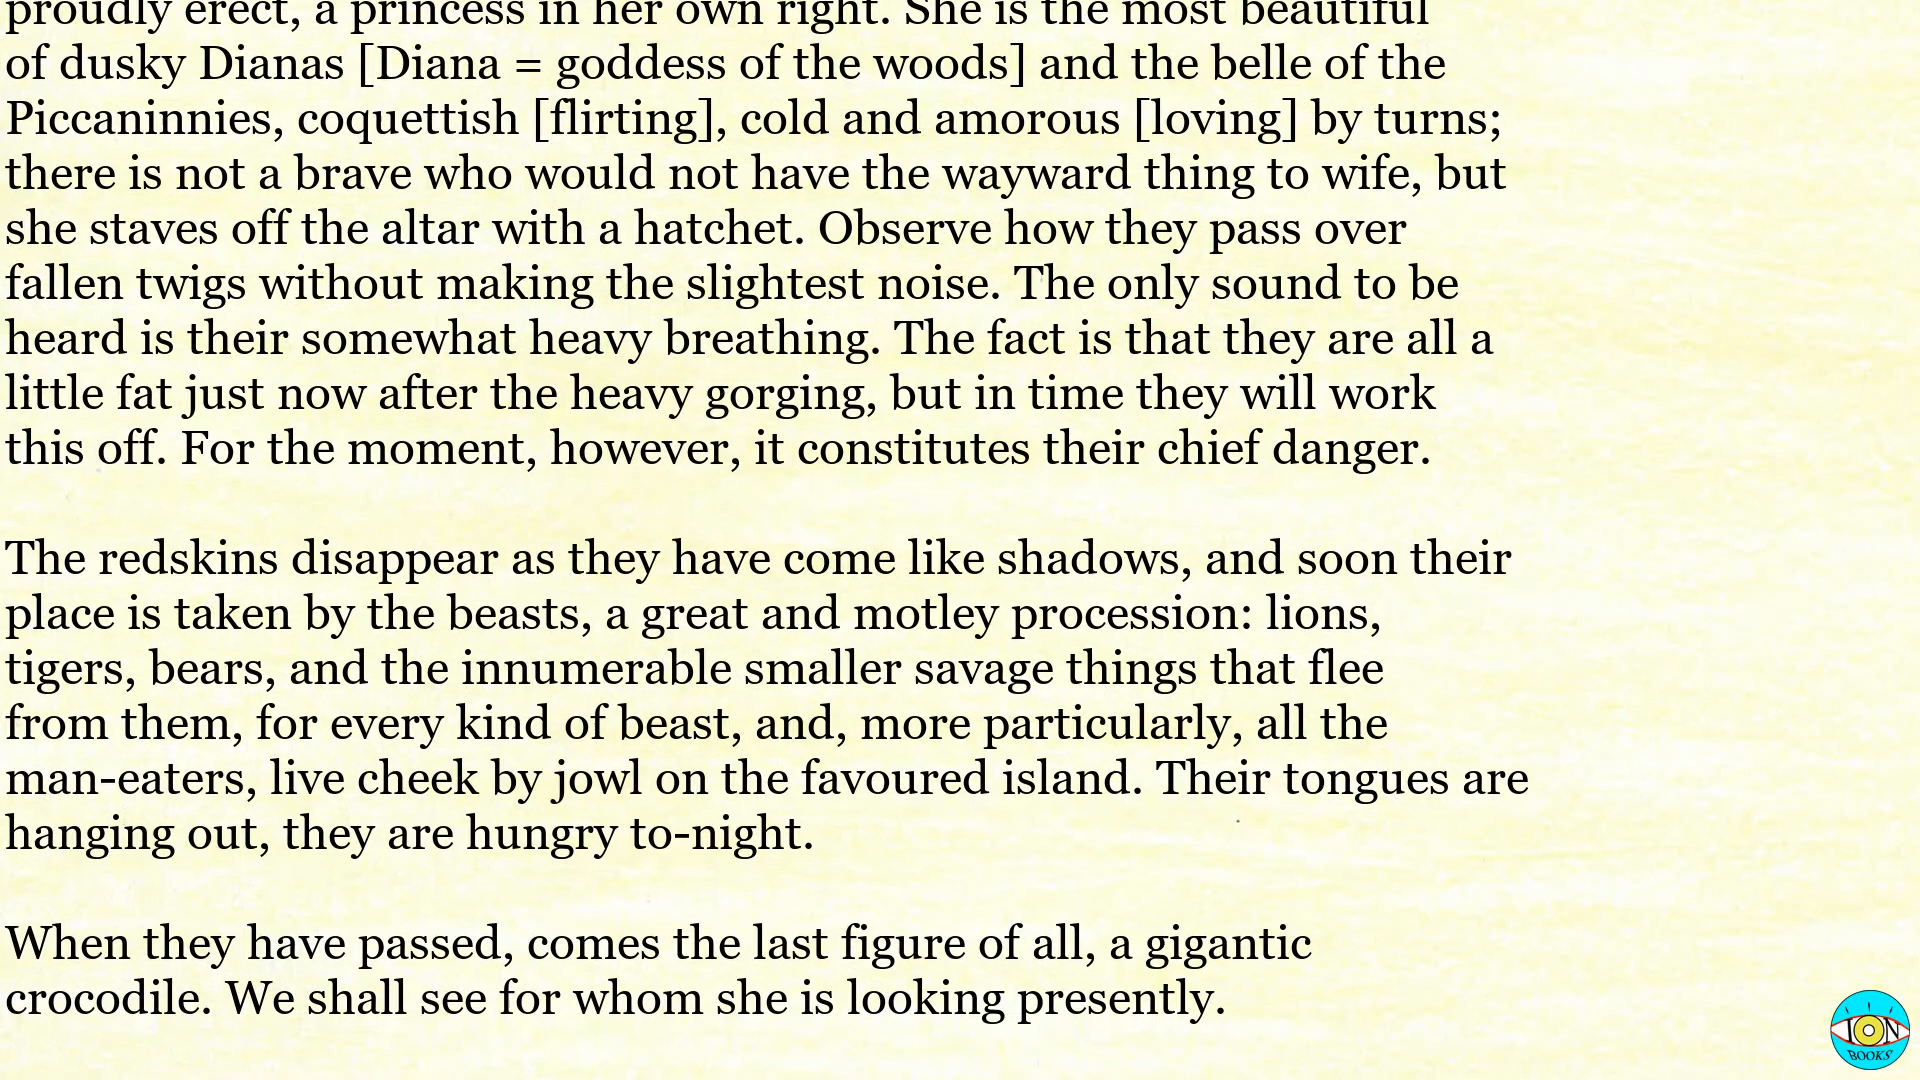 proudly erect, a princess in her own right. She is the most beautiful
of dusky Dianas [Diana = goddess of the woods] and the belle of the
Piccaninnies, coquettish [flirting], cold and amorous [loving] by turns;
there is not a brave who would not have the wayward thing to wife, but
she staves off the altar with a hatchet. Observe how they pass over
fallen twigs without making the slightest noise. The only sound to be
heard is their somewhat heavy breathing. The fact is that they are all a
little fat just now after the heavy gorging, but in time they will work
this off. For the moment, however, it constitutes their chief danger.
The redskins disappear as they have come like shadows, and soon their
place is taken by the beasts, a great and motley procession: lions,
tigers, bears, and the innumerable smaller savage things that flee
from them, for every kind of beast, and, more particularly, all the
man-eaters, live cheek by jowl on the favoured island. Their tongues are
hanging out, they are hungry to-night.
When they have passed, comes the last figure of all, a gigantic
crocodile. We shall see for whom she is looking presently.
ION
BOOKS